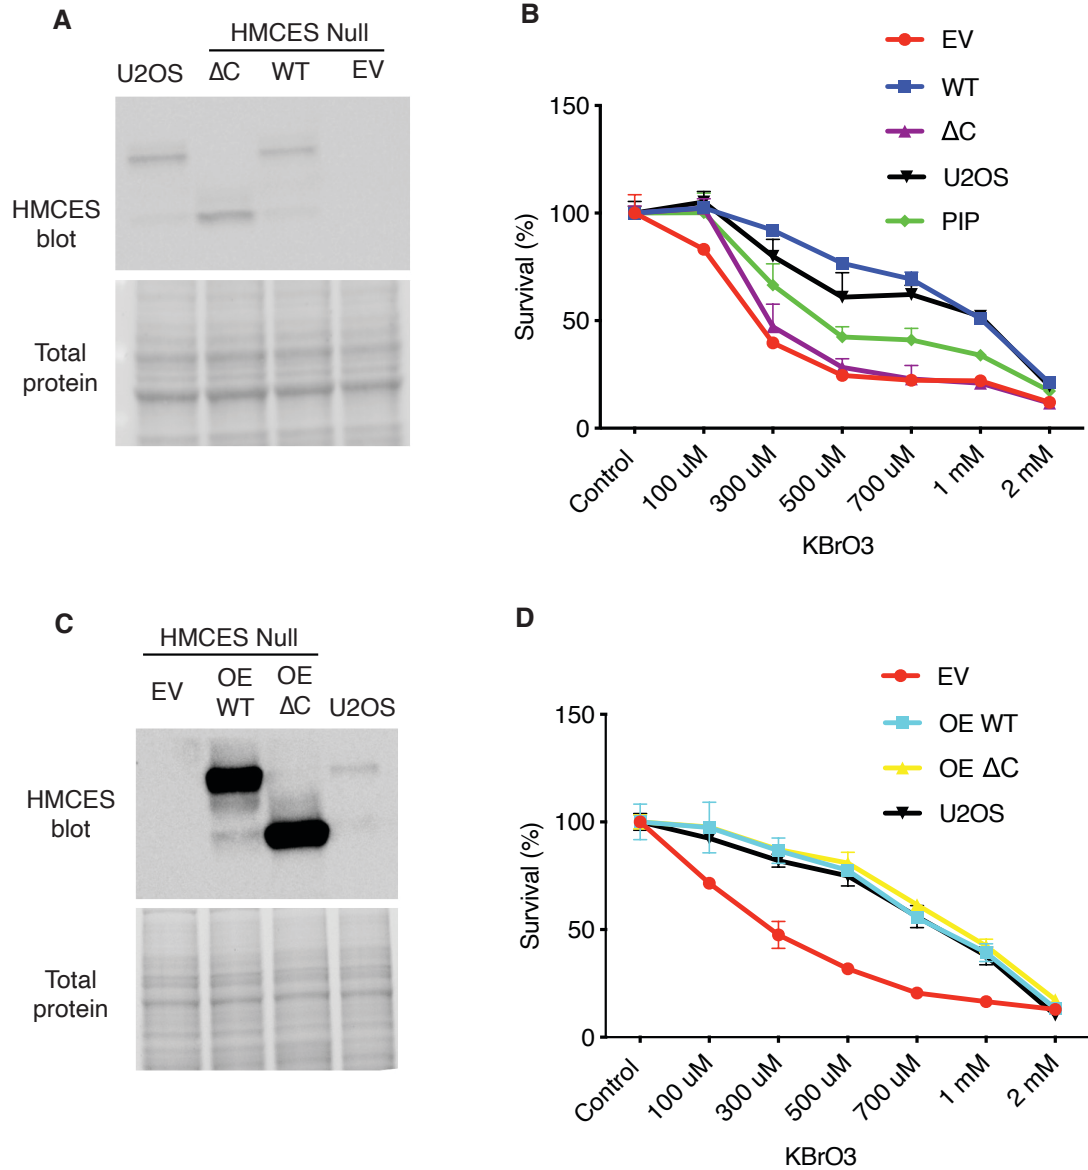 A
HMCES Null
U2OS ΔC WT EV
HMCES
blot
Total
protein
B
EV
WT
ΔC
U2OS
PIP
150
100
50
0
Survival (%)
Control
100 uM
300 uM
500 uM
700 uM
1 mM
2 mM
KBrO3
C
HMCES Null
EV OE WT OE ΔC U2OS
HMCES
blot
Total
protein
D
EV
OE WT
OE ΔC
U2OS
150
100
50
0
Survival (%)
Control
100 uM
300 uM
500 uM
700 uM
1 mM
2 mM
KBrO3